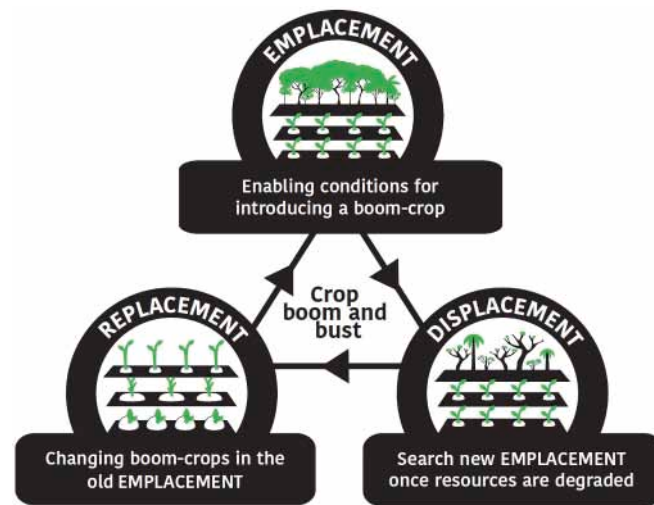 EMPLACEMENT
Enabling conditions for
introducing a boom-crop
Crop
boom and
bust
REPLACEMENT
Changing boom-crops in the
old EMPLACEMENT
DISPLACEMENT
Search new EMPLACEMENT
once resources are degraded